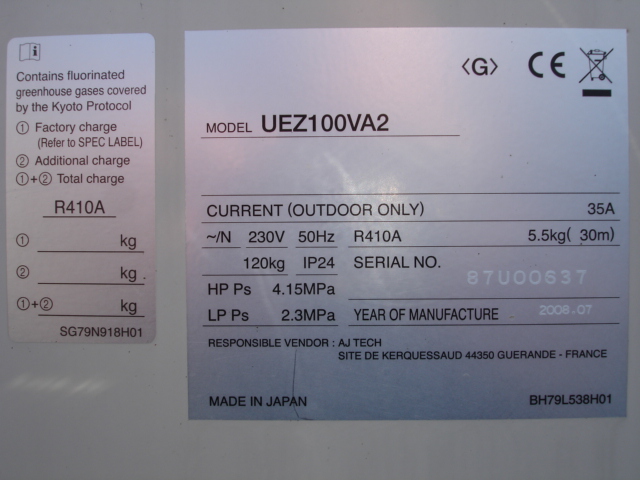 Contains fluorinated
greenhouse gases covered
by the Kyoto Protocol
① Factory charge
(Refer to SPEC LABEL)
② Additional charge
①+② Total charge
R410A
① kg
② kg
①+② kg
SG79N918H01
<G> CE
MODEL UEZ100VA2
CURRENT (OUTDOOR ONLY) 35A
~/N 230V 50Hz R410A 5.5kg( 30m)
120kg IP24 SERIAL NO. 87U00637
HP Ps 4.15MPa
LP Ps 2.3MPa YEAR OF MANUFACTURE 2008.07
RESPONSIBLE VENDOR : AJ TECH
SITE DE KERQUESSAUD 44350 GUERANDE - FRANCE
MADE IN JAPAN BH79L538H01